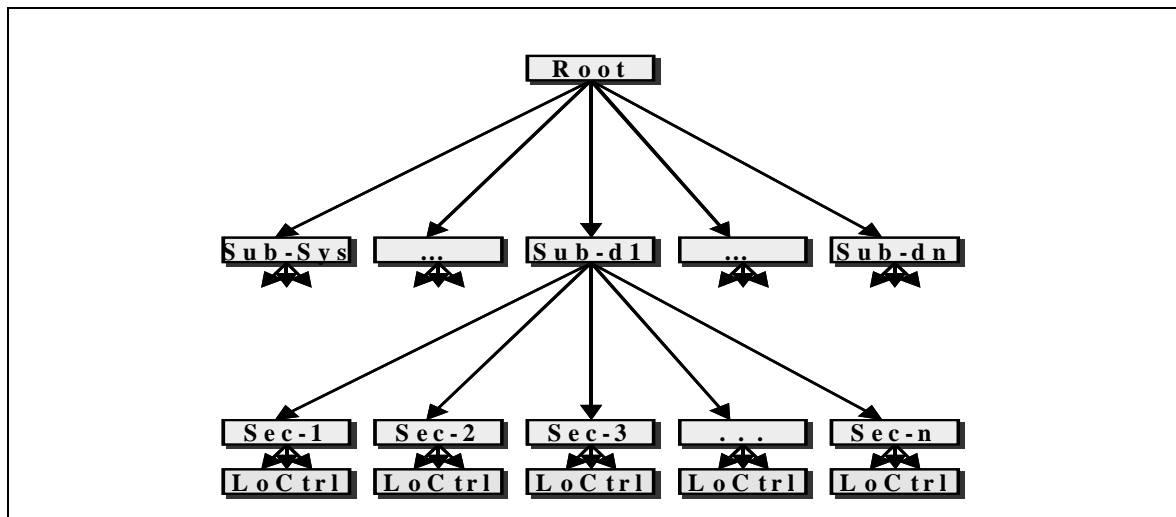 Root
Sub-Sys ... Sub-d1 ... Sub-dn
Sec-1 Sec-2 Sec-3 ... Sec-n
LoCtrl LoCtrl LoCtrl LoCtrl LoCtrl